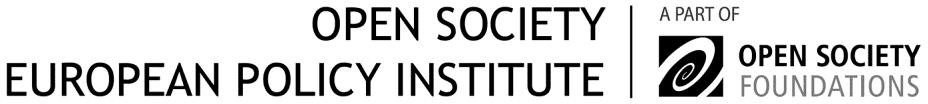 OPEN SOCIETY
EUROPEAN POLICY INSTITUTE
A PART OF
OPEN SOCIETY
FOUNDATIONS